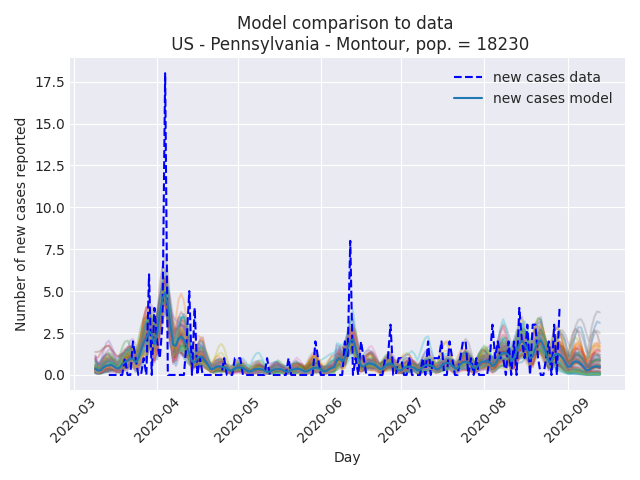 Model comparison to data
US - Pennsylvania - Montour, pop. = 18230
new cases data
new cases model
Number of new cases reported
17.5
15.0
12.5
10.0
7.5
5.0
2.5
0.0
2020-03
2020-04
2020-05
2020-06
2020-07
2020-08
2020-09
Day